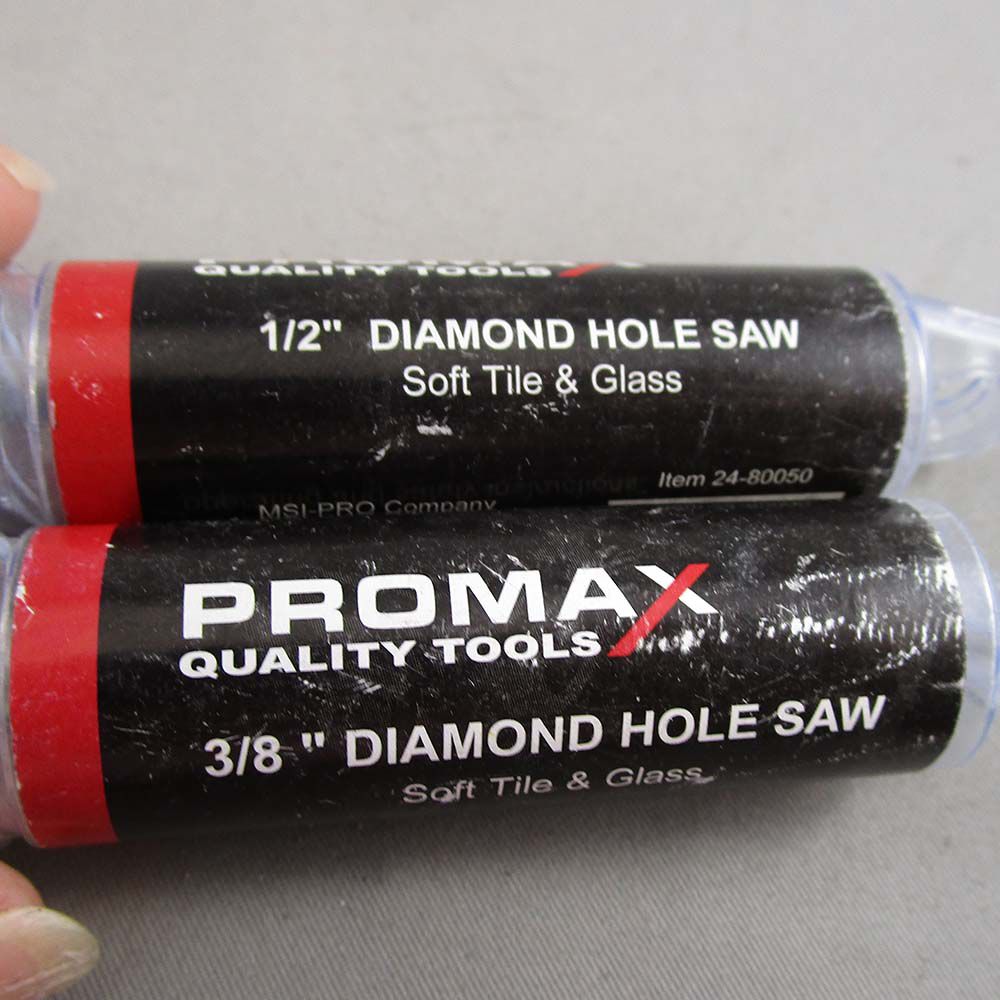 PROMAX
QUALITY TOOLS
1/2" DIAMOND HOLE SAW
Soft Tile & Glass
Item 24-80050
MSI-PRO Company
PROMAX
QUALITY TOOLS
3/8 " DIAMOND HOLE SAW
Soft Tile & Glass